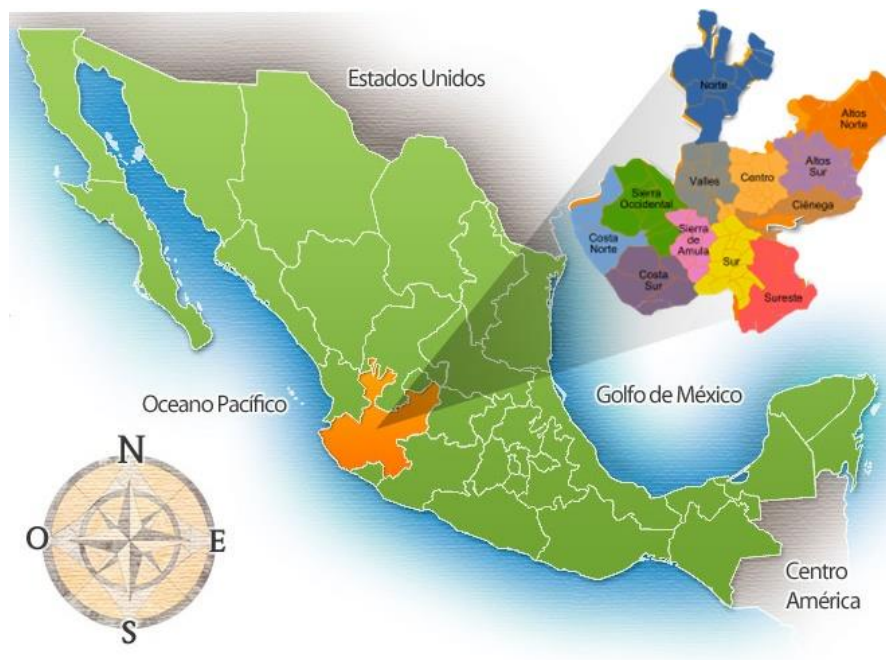 Estados Unidos
Norte
Altos
Norte
Altos
Sur
Valles
Centro
Sierra
Occidental
Ciénega
Costa
Norte
Sierra
de
Amula
Sur
Costa
Sur
Sureste
Oceano Pacífico
Golfo de México
N
O
E
S
Centro
América